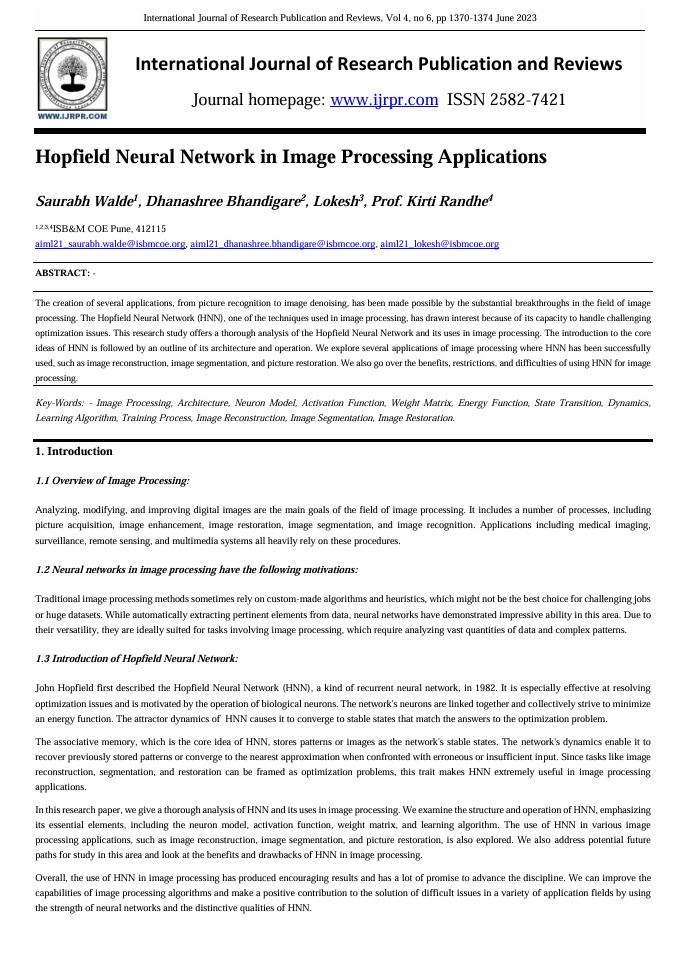 International Journal of Research Publication and Reviews, Vol 4, no 6, pp 1370-1374 June 2023
International Journal of Research Publication and Reviews
Journal homepage: www.ijrpr.com ISSN 2582-7421
WWW.IJRPR.COM
Hopfield Neural Network in Image Processing Applications
Saurabh Walde1, Dhanashree Bhandigare2, Lokesh3, Prof. Kirti Randhe4
1,2,3,4ISB&M COE Pune, 412115
aiml21_saurabh.walde@isbmcoe.org, aiml21_dhanashree.bhandigare@isbmcoe.org, aiml21_lokesh@isbmcoe.org
ABSTRACT: -
The creation of several applications, from picture recognition to image denoising, has been made possible by the substantial breakthroughs in the field of image
processing. The Hopfield Neural Network (HNN), one of the techniques used in image processing, has drawn interest because of its capacity to handle challenging
optimization issues. This research study offers a thorough analysis of the Hopfield Neural Network and its uses in image processing. The introduction to the core
ideas of HNN is followed by an outline of its architecture and operation. We explore several applications of image processing where HNN has been successfully
used, such as image reconstruction, image segmentation, and picture restoration. We also go over the benefits, restrictions, and difficulties of using HNN for image
processing.
Key-Words: - Image Processing, Architecture, Neuron Model, Activation Function, Weight Matrix, Energy Function, State Transition, Dynamics,
Learning Algorithm, Training Process, Image Reconstruction, Image Segmentation, Image Restoration.
1. Introduction
1.1 Overview of Image Processing:
Analyzing, modifying, and improving digital images are the main goals of the field of image processing. It includes a number of processes, including
picture acquisition, image enhancement, image restoration, image segmentation, and image recognition. Applications including medical imaging,
surveillance, remote sensing, and multimedia systems all heavily rely on these procedures.
1.2 Neural networks in image processing have the following motivations:
Traditional image processing methods sometimes rely on custom-made algorithms and heuristics, which might not be the best choice for challenging jobs
or huge datasets. While automatically extracting pertinent elements from data, neural networks have demonstrated impressive ability in this area. Due to
their versatility, they are ideally suited for tasks involving image processing, which require analyzing vast quantities of data and complex patterns.
1.3 Introduction of Hopfield Neural Network:
John Hopfield first described the Hopfield Neural Network (HNN), a kind of recurrent neural network, in 1982. It is especially effective at resolving
optimization issues and is motivated by the operation of biological neurons. The network's neurons are linked together and collectively strive to minimize
an energy function. The attractor dynamics of HNN causes it to converge to stable states that match the answers to the optimization problem.
The associative memory, which is the core idea of HNN, stores patterns or images as the network's stable states. The network's dynamics enable it to
recover previously stored patterns or converge to the nearest approximation when confronted with erroneous or insufficient input. Since tasks like image
reconstruction, segmentation, and restoration can be framed as optimization problems, this trait makes HNN extremely useful in image processing
applications.
In this research paper, we give a thorough analysis of HNN and its uses in image processing. We examine the structure and operation of HNN, emphasizing
its essential elements, including the neuron model, activation function, weight matrix, and learning algorithm. The use of HNN in various image
processing applications, such as image reconstruction, image segmentation, and picture restoration, is also explored. We also address potential future
paths for study in this area and look at the benefits and drawbacks of HNN in image processing.
Overall, the use of HNN in image processing has produced encouraging results and has a lot of promise to advance the discipline. We can improve the
capabilities of image processing algorithms and make a positive contribution to the solution of difficult issues in a variety of application fields by using
the strength of neural networks and the distinctive qualities of HNN.